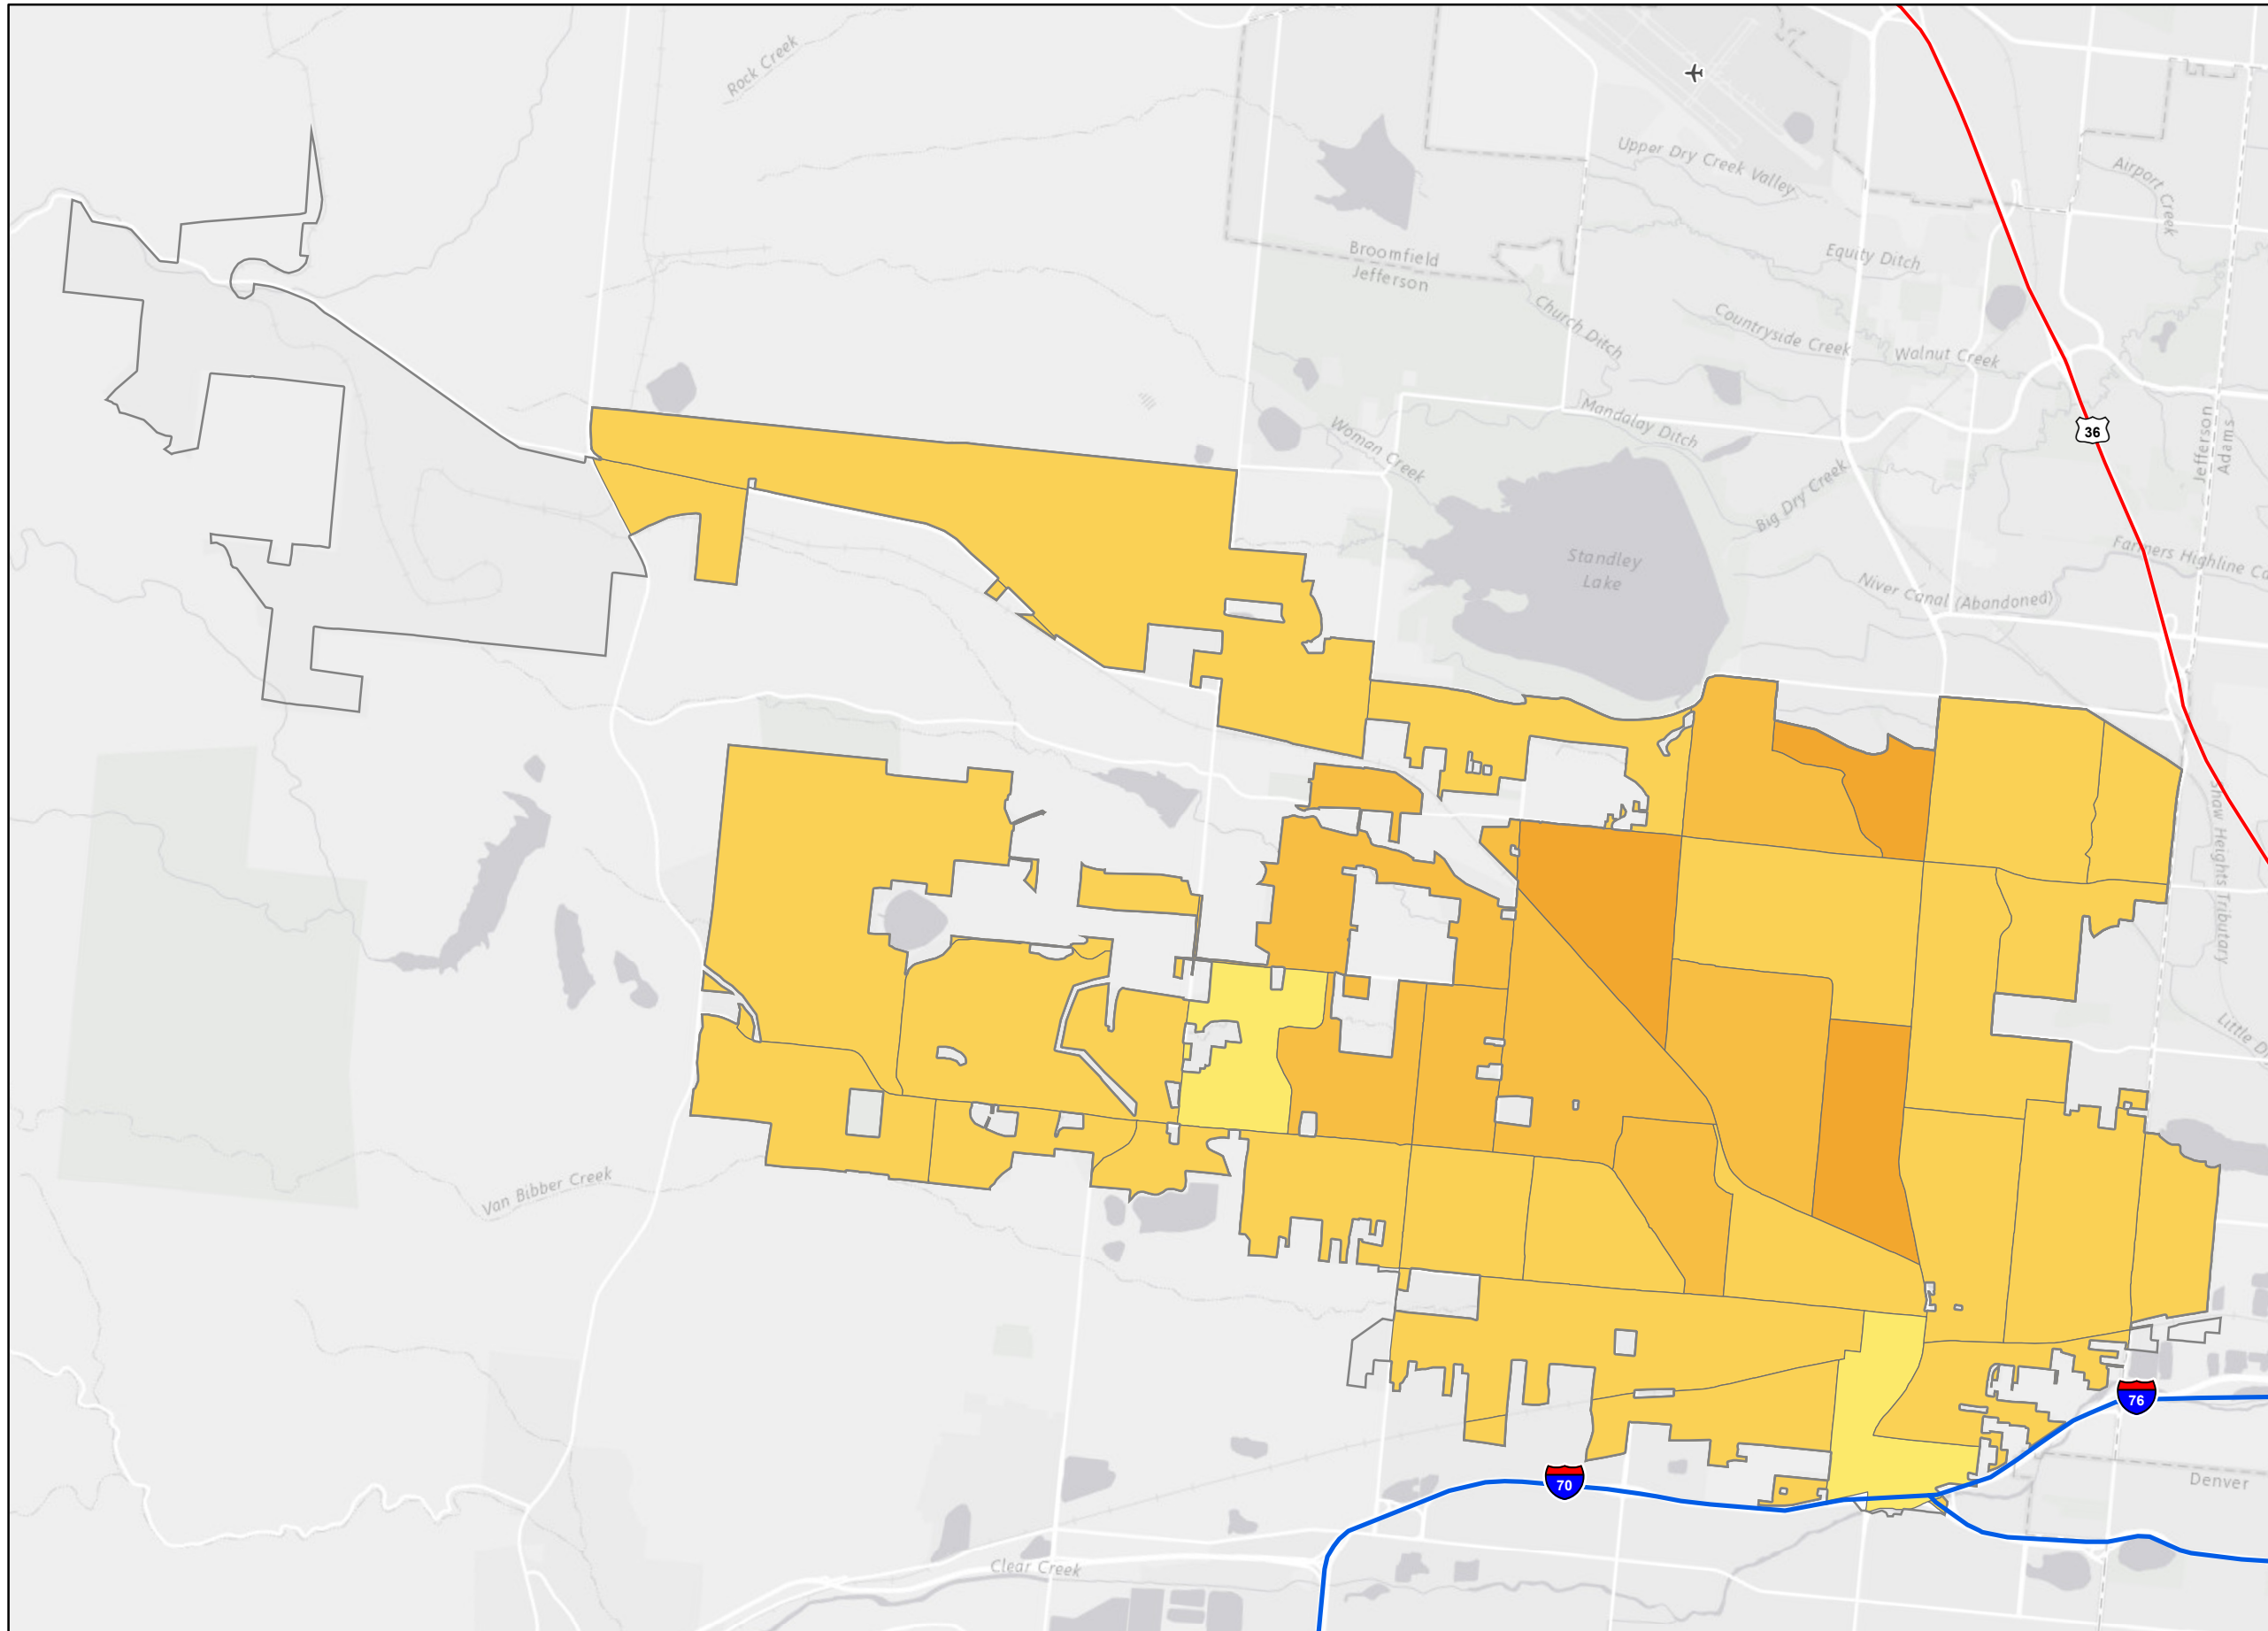 Rock Creek
Upper Dry Creek Valley
Airport
Creek
Broomfield
Jefferson
Equity Ditch
Church Ditch
Countryside Creek
Walnut Creek
Mandalay Ditch
Woman Creek
36
Jefferson
Adams
Big Dry Creek
Standley
Lake
Farmers Highline Ca
Niver Canal (Abandoned)
Shaw Heights Tributary
Little D
Van Bibber Creek
76
70
Denver
Clear Creek